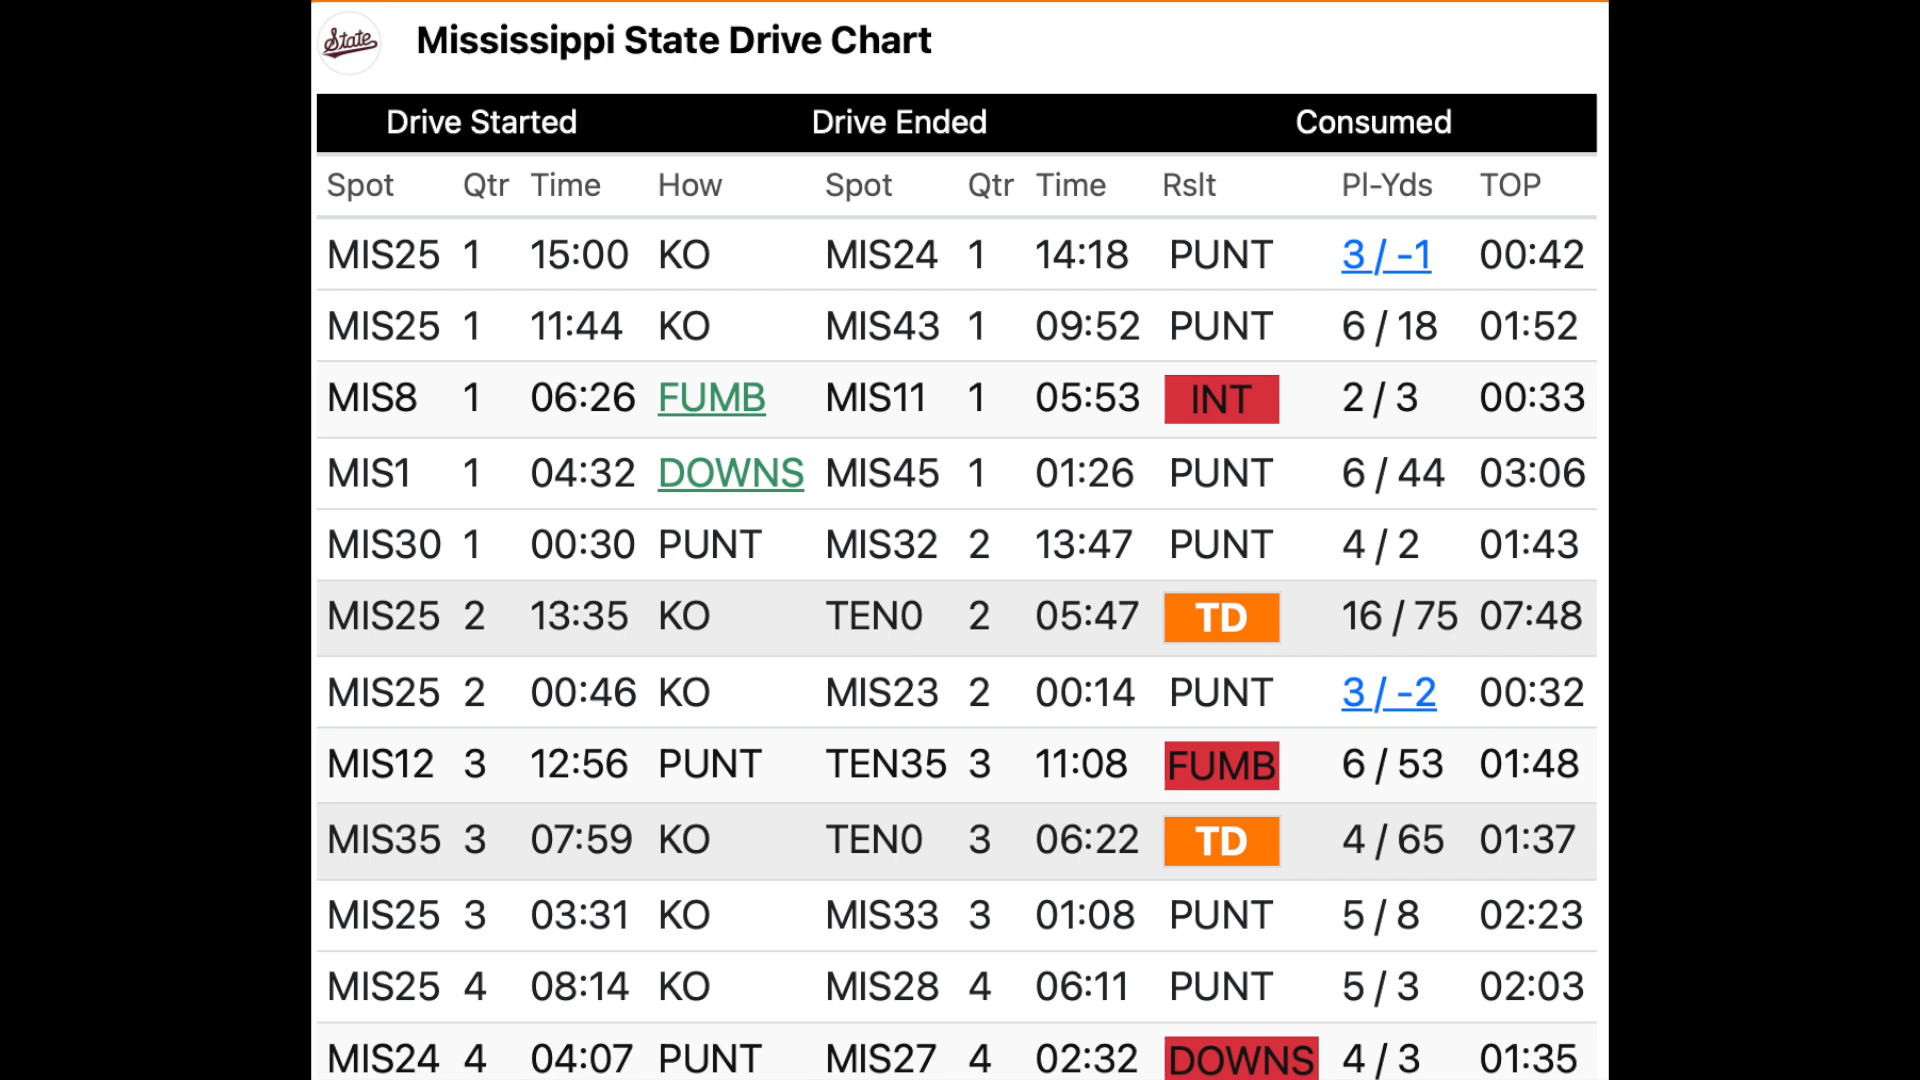 State
Mississippi State Drive Chart
Drive Started Drive Ended Consumed
Spot Qtr Time How Spot Qtr Time Rslt Pl-Yds TOP
MIS25 1 15:00 KO MIS24 1 14:18 PUNT 3 / -1 00:42
MIS25 1 11:44 KO MIS43 1 09:52 PUNT 6 / 18 01:52
MIS8 1 06:26 FUMB MIS11 1 05:53 INT 2 / 3 00:33
MIS1 1 04:32 DOWNS MIS45 1 01:26 PUNT 6 / 44 03:06
MIS30 1 00:30 PUNT MIS32 2 13:47 PUNT 4 / 2 01:43
MIS25 2 13:35 KO TEN0 2 05:47 TD 16 / 75 07:48
MIS25 2 00:46 KO MIS23 2 00:14 PUNT 3 / -2 00:32
MIS12 3 12:56 PUNT TEN35 3 11:08 FUMB 6 / 53 01:48
MIS35 3 07:59 KO TEN0 3 06:22 TD 4 / 65 01:37
MIS25 3 03:31 KO MIS33 3 01:08 PUNT 5 / 8 02:23
MIS25 4 08:14 KO MIS28 4 06:11 PUNT 5 / 3 02:03
MIS24 4 04:07 PUNT MIS27 4 02:32 DOWNS 4 / 3 01:35